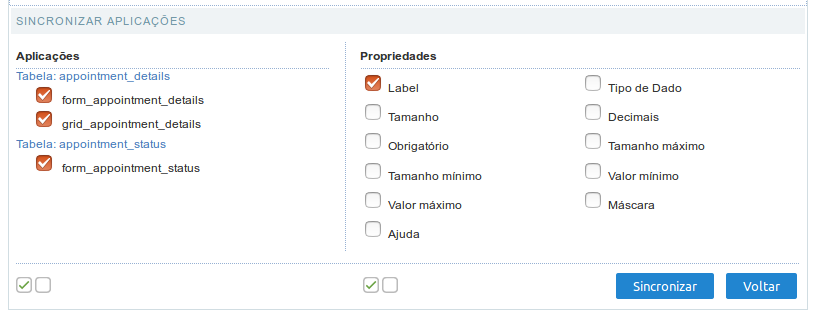 SINCRONIZAR APLICAÇÕES
Aplicações
Tabela: appointment_details
form_appointment_details
grid_appointment_details
Tabela: appointment_status
form_appointment_status
Propriedades
Label
Tipo de Dado
Tamanho
Decimais
Obrigatório
Tamanho máximo
Tamanho mínimo
Valor mínimo
Valor máximo
Máscara
Ajuda
Sincronizar
Voltar